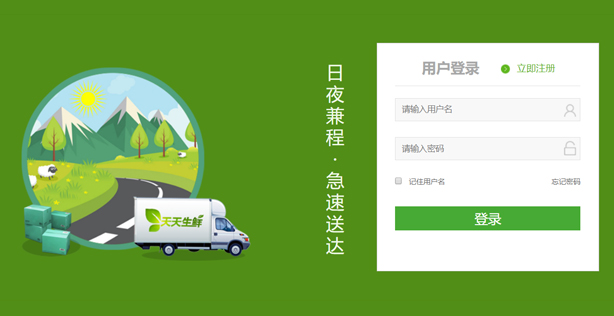 天天生鲜
日夜兼程·急速送达
用户登录
立即注册
请输入用户名
请输入密码
记住用户名
忘记密码
登录